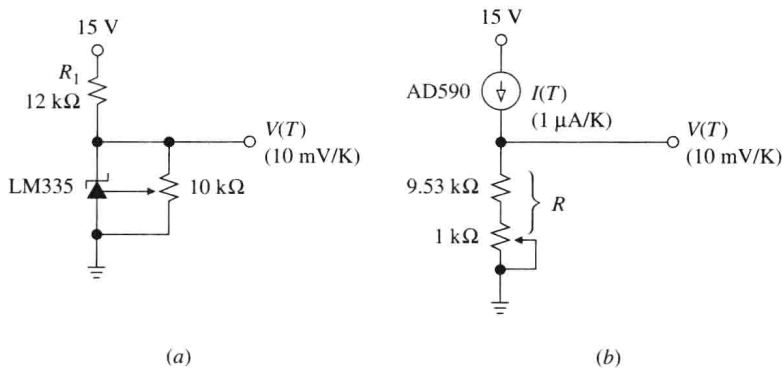 15 V
R1
12 kΩ
V(T)
(10 mV/K)
LM335
10 kΩ
(a)
15 V
AD590
I(T)
(1 µA/K)
V(T)
(10 mV/K)
9.53 kΩ
R
1 kΩ
(b)